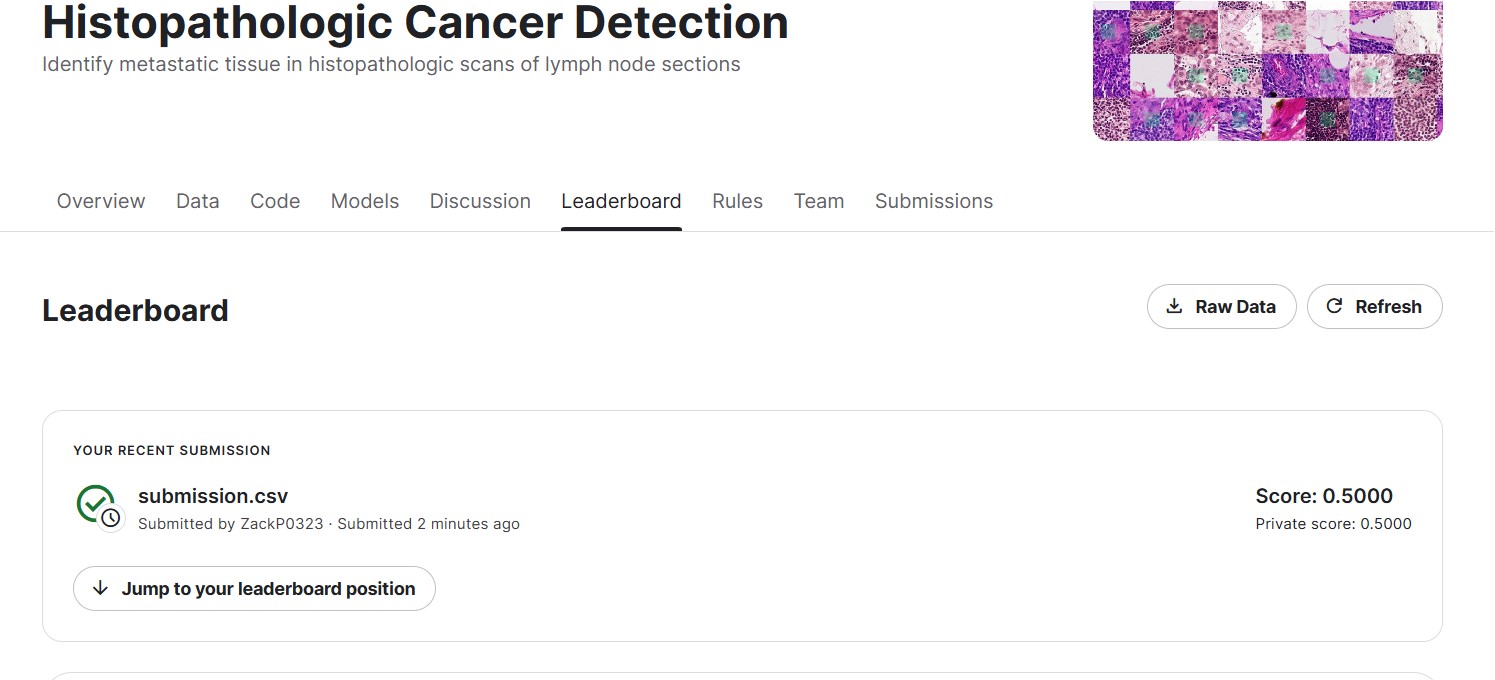 Histopathologic Cancer Detection
Identify metastatic tissue in histopathologic scans of lymph node sections
Overview Data Code Models Discussion Leaderboard Rules Team Submissions
Leaderboard
Raw Data Refresh
YOUR RECENT SUBMISSION
submission.csv
Submitted by ZackP0323 · Submitted 2 minutes ago
Score: 0.5000
Private score: 0.5000
Jump to your leaderboard position